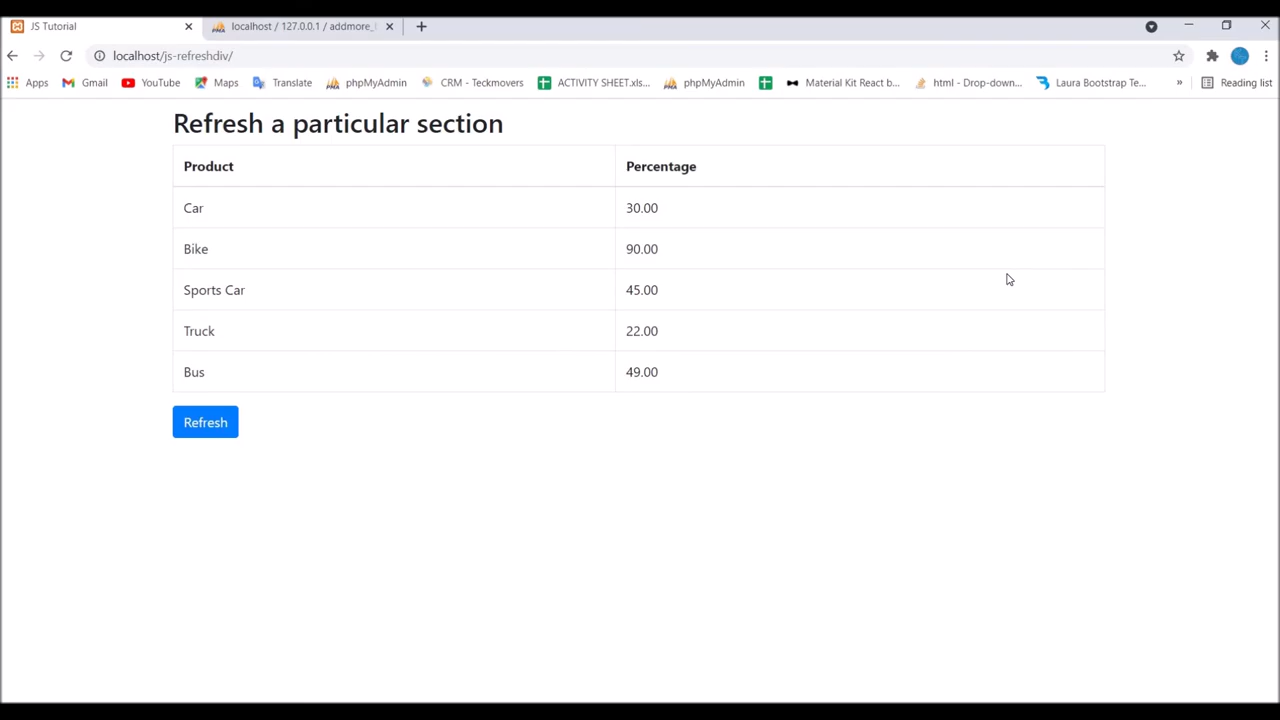 JS Tutorial
localhost / 127.0.0.1 / addmore_
localhost/js-refreshdiv/
Apps Gmail YouTube Maps Translate phpMyAdmin CRM - Teckmovers ACTIVITY SHEET.xls... phpMyAdmin Material Kit React b... html - Drop-down... Laura Bootstrap Te... » Reading list
Refresh a particular section
Product Percentage
Car 30.00
Bike 90.00
Sports Car 45.00
Truck 22.00
Bus 49.00
Refresh